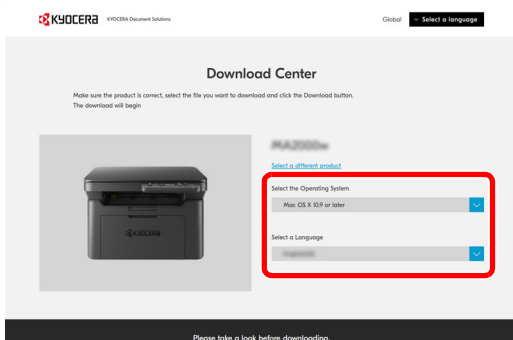 KYOCERA KYOCERA Document Solutions
Global Select a language
Download Center
Make sure the product is correct, select the file you want to download and click the Download button.
The download will begin
Select a different product
Select the Operating System
Mac OS X 10.9 or later
Select a Language
KYOCERA
Please take a look before downloading.